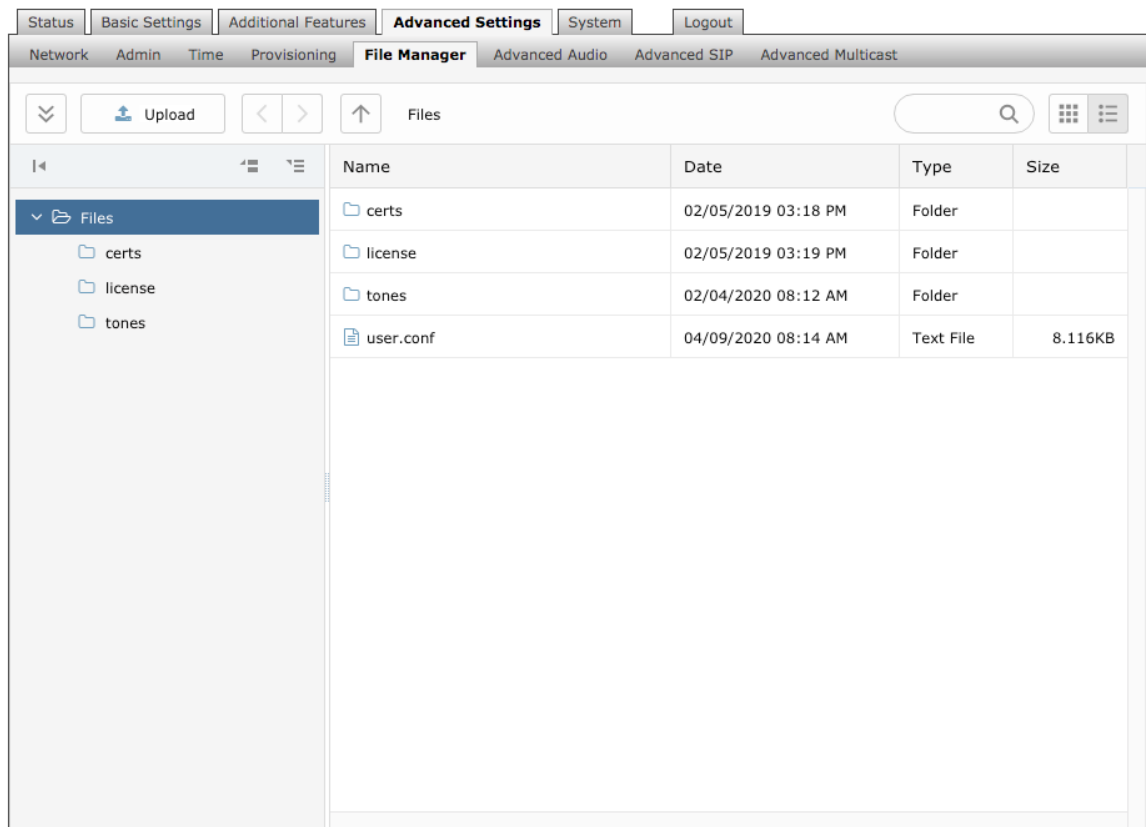 Status Basic Settings Additional Features Advanced Settings System Logout
Network Admin Time Provisioning File Manager Advanced Audio Advanced SIP Advanced Multicast
Upload Files
Name Date Type Size
Files
certs
license
tones
certs 02/05/2019 03:18 PM Folder
license 02/05/2019 03:19 PM Folder
tones 02/04/2020 08:12 AM Folder
user.conf 04/09/2020 08:14 AM Text File 8.116KB